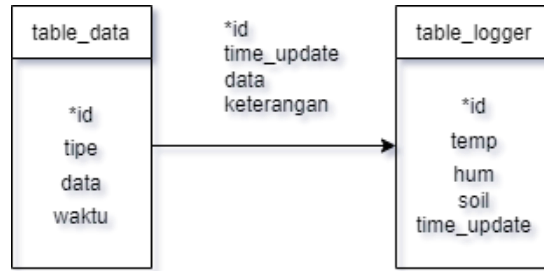 table_data
*id
tipe
data
waktu
*id
time_update
data
keterangan
table_logger
*id
temp
hum
soil
time_update